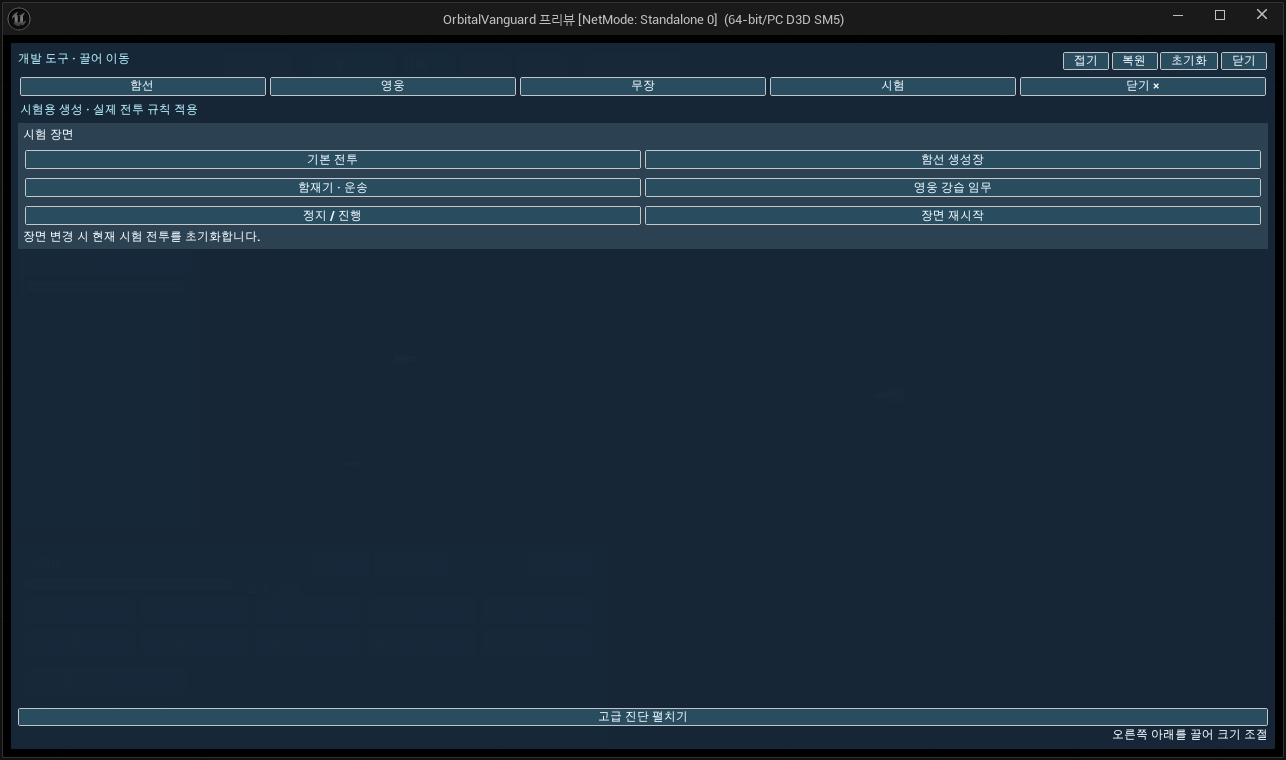 OrbitalVanguard 프리뷰 [NetMode: Standalone 0] (64-bit/PC D3D SM5)
개발 도구 · 끌어 이동 접기 복원 초기화 닫기
함선 영웅 무장 시험 닫기 ×
시험용 생성 · 실제 전투 규칙 적용
시험 장면
기본 전투 함선 생성장
함재기 · 운송 영웅 강습 임무
정지 / 진행 장면 재시작
장면 변경 시 현재 시험 전투를 초기화합니다.
고급 진단 펼치기
오른쪽 아래를 끌어 크기 조절